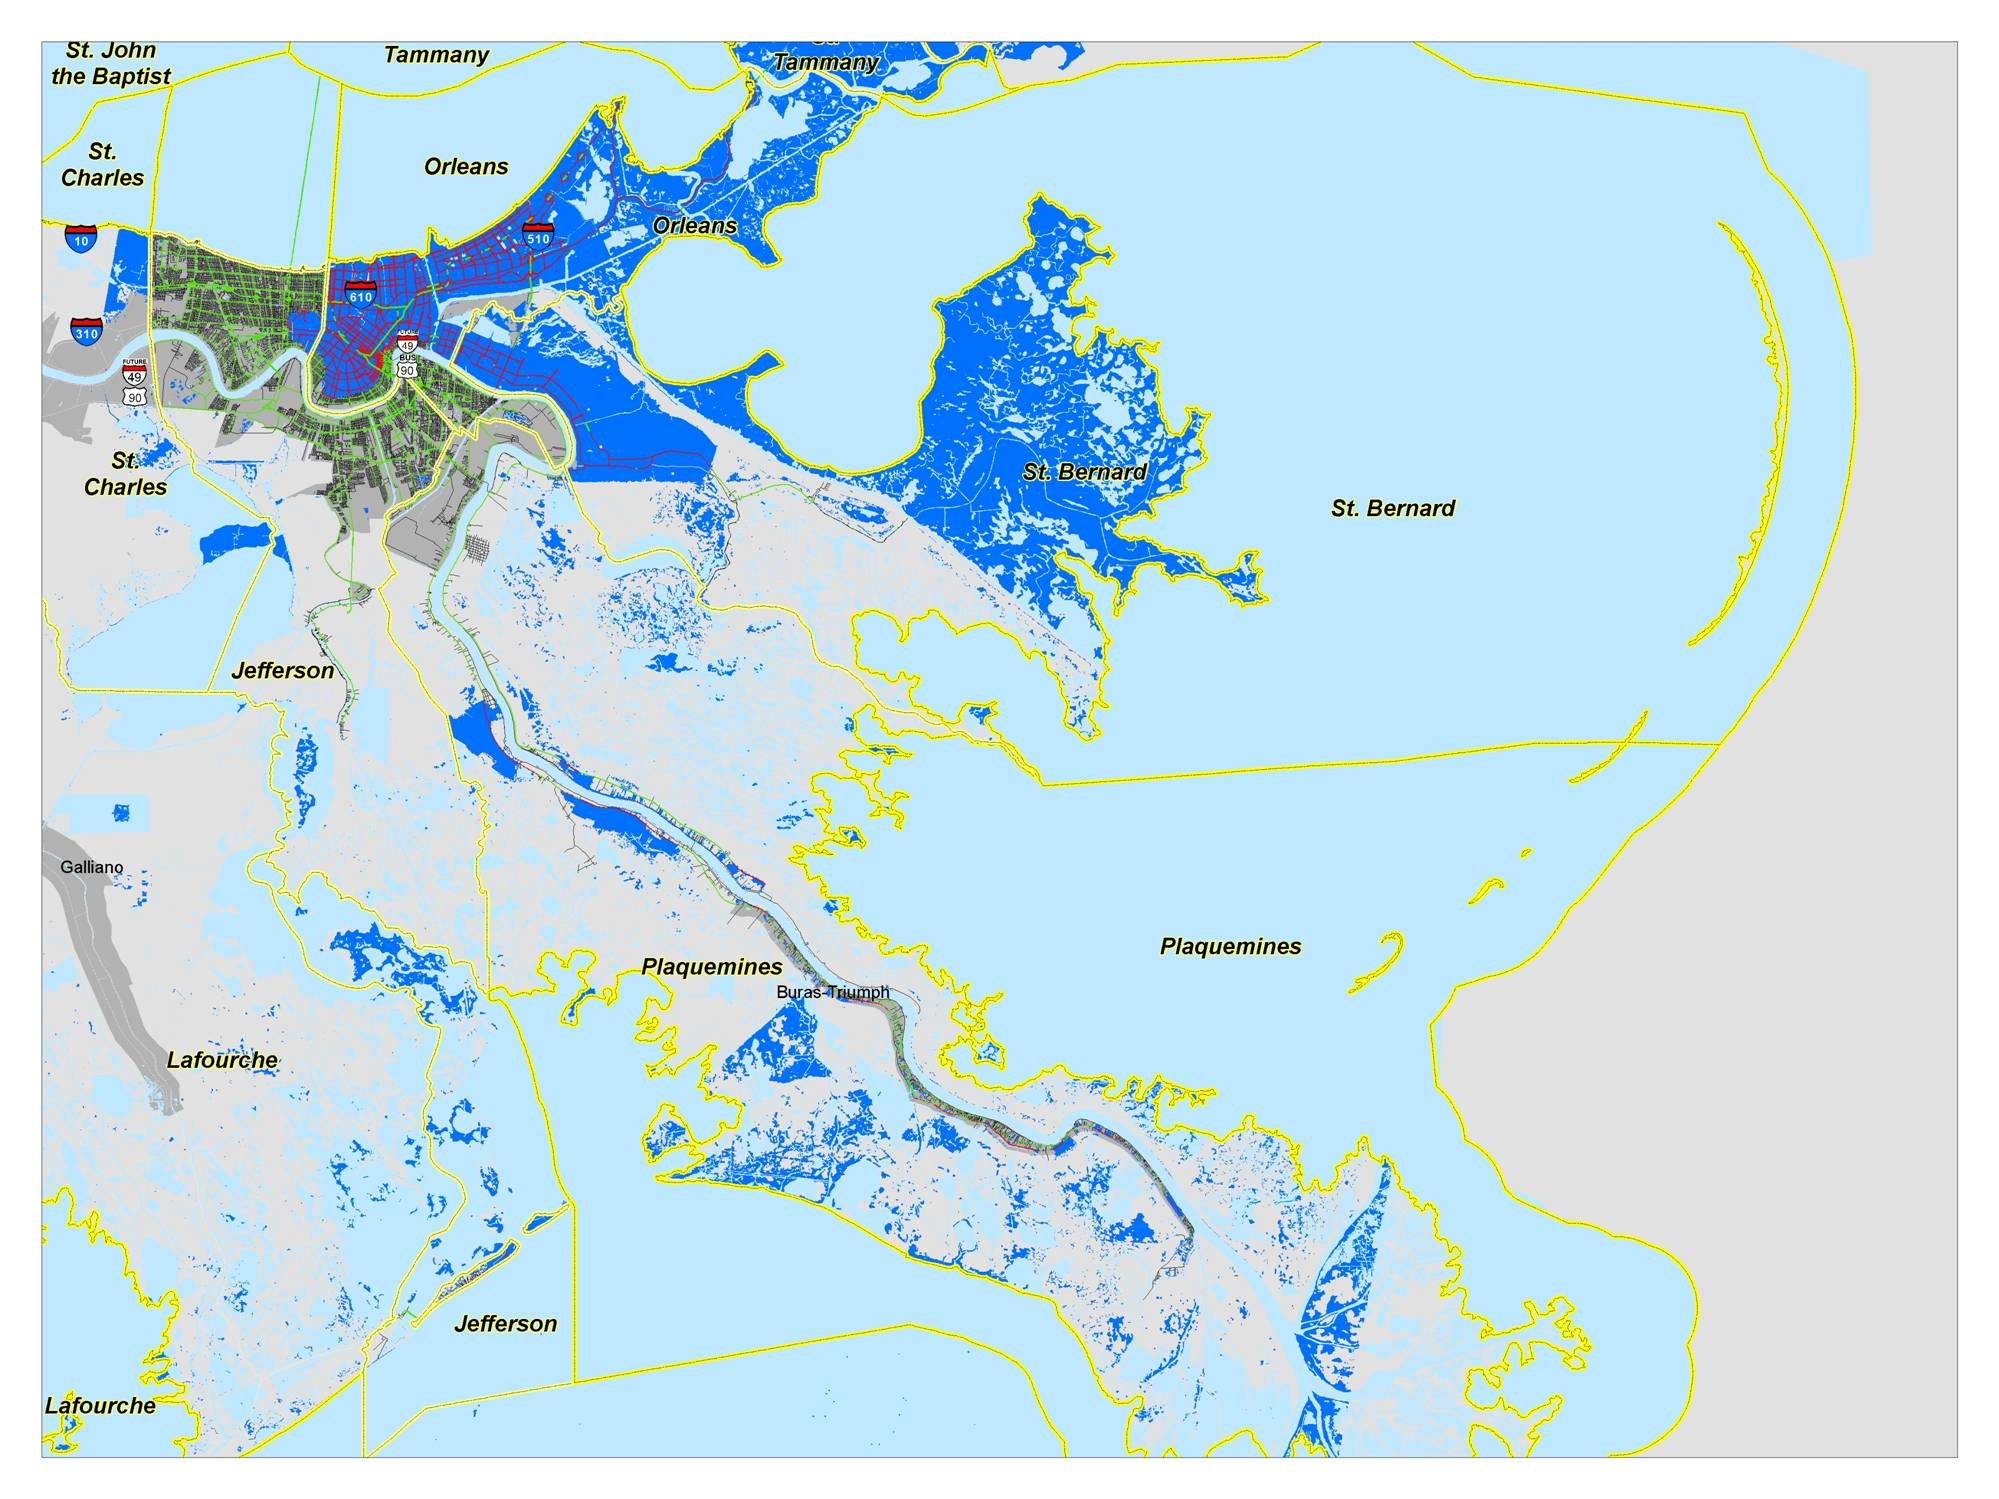 St. John
the Baptist
Tammany
Tammany
St.
Charles
Orleans
Orleans
10
510
610
310
FUTURE
49
BUS
90
FUTURE
49
90
St.
Charles
St. Bernard
St. Bernard
Jefferson
Galliano
Plaquemines
Plaquemines
Buras-Triumph
Lafourche
Jefferson
Lafourche